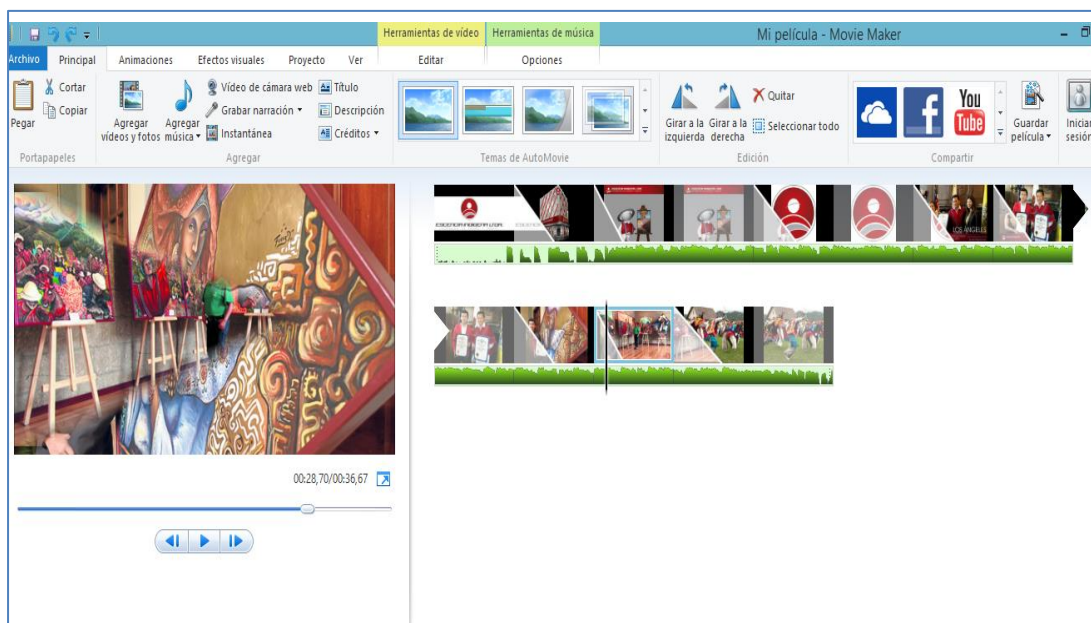 Herramientas de vídeo Herramientas de música Mi película - Movie Maker
Archivo Principal Animaciones Efectos visuales Proyecto Ver Editar Opciones
Pegar
Cortar
Copiar
Portapapeles
Agregar vídeos y fotos
Agregar música
Vídeo de cámara web
Grabar narración
Instantánea
Título
Descripción
Créditos
Agregar
Temas de AutoMovie
Girar a la izquierda
Girar a la derecha
Quitar
Seleccionar todo
Edición
You
Tube
Compartir
Guardar película
Iniciar sesión
LOS ANGELES
00:28,70/00:36,67